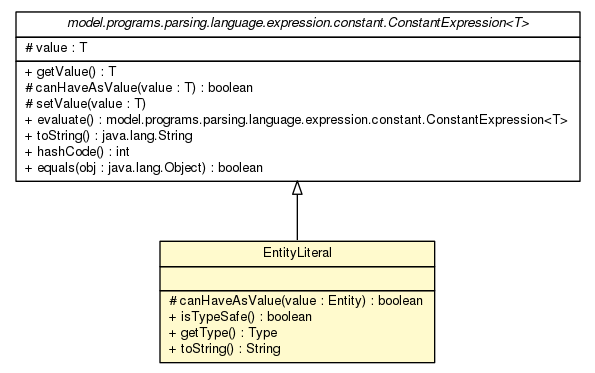 model.programs.parsing.language.expression.constant.ConstantExpression<T>
# value : T
+ getValue() : T
# canHaveAsValue(value : T) : boolean
# setValue(value : T)
+ evaluate() : model.programs.parsing.language.expression.constant.ConstantExpression<T>
+ toString() : java.lang.String
+ hashCode() : int
+ equals(obj : java.lang.Object) : boolean
EntityLiteral
# canHaveAsValue(value : Entity) : boolean
+ isTypeSafe() : boolean
+ getType() : Type
+ toString() : String